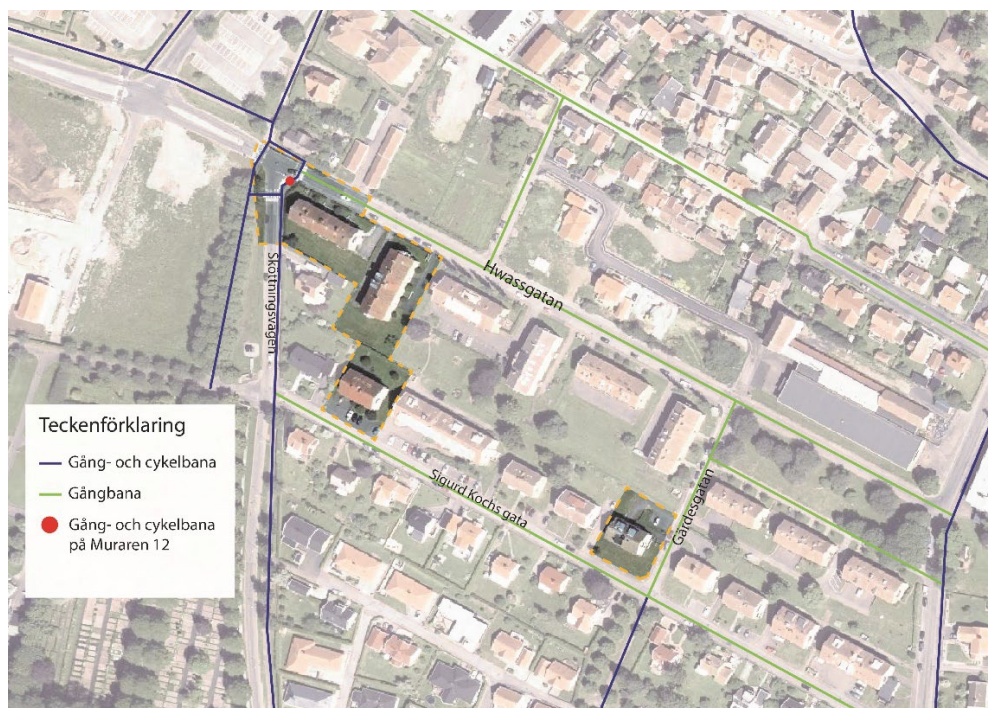 Hwassgatan
Skottningsvägen
Teckenförklaring
Gång- och cykelbana
Gångbana
Gång- och cykelbana
på Muraren 12
Sigurd Kochs gata
Gärdesgatan